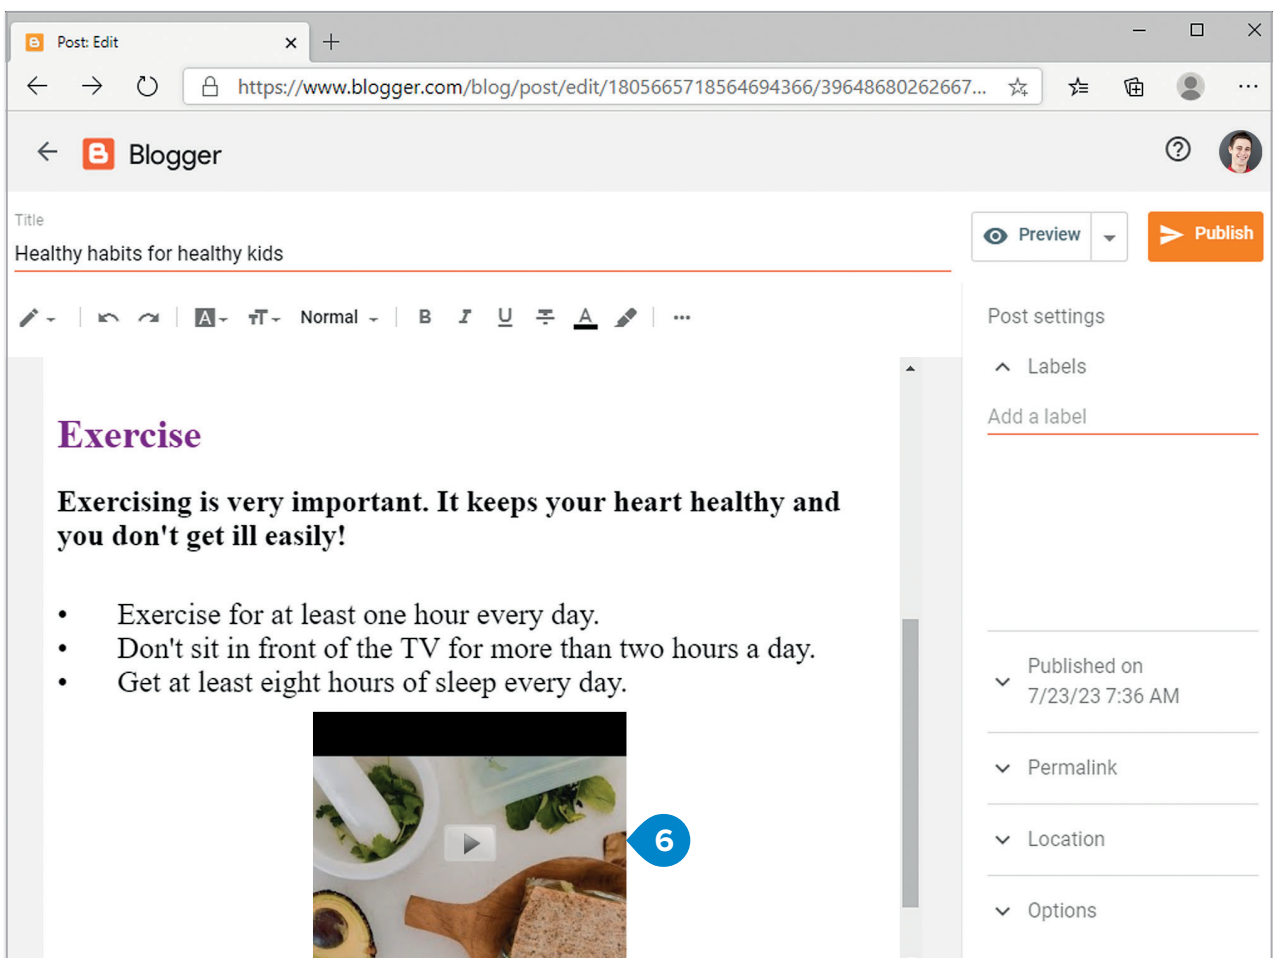 Post: Edit
https://www.blogger.com/blog/post/edit/1805665718564694366/39648680262667...
Blogger
Title
Healthy habits for healthy kids
Preview
Publish
Normal
B I U A
Post settings
Labels
Add a label
Exercise
Exercising is very important. It keeps your heart healthy and
you don't get ill easily!
• Exercise for at least one hour every day.
• Don't sit in front of the TV for more than two hours a day.
• Get at least eight hours of sleep every day.
6
Published on
7/23/23 7:36 AM
Permalink
Location
Options